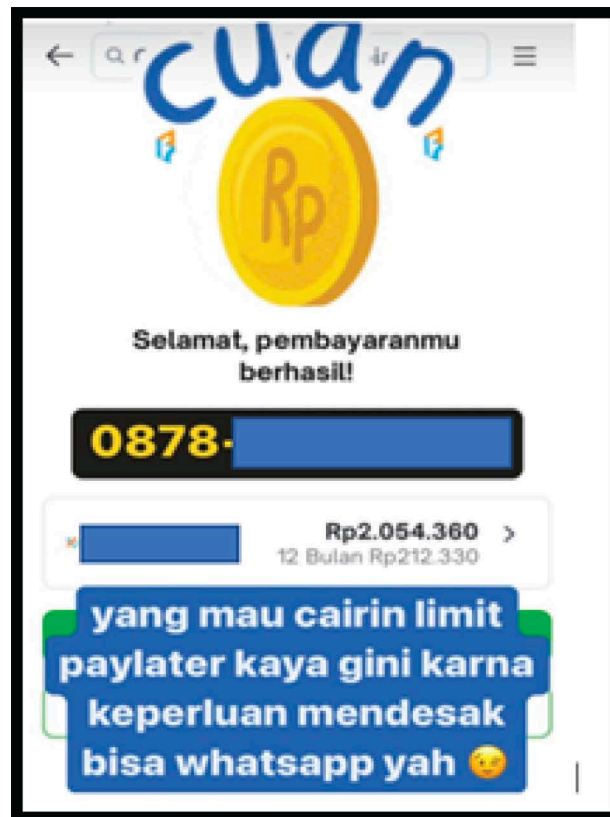 cuan
Rp
Selamat, pembayaranmu
berhasil!
0878-
Rp2.054.360
12 Bulan Rp212.330
yang mau cairin limit
paylater kaya gini karna
keperluan mendesak
bisa whatsapp yah 😉